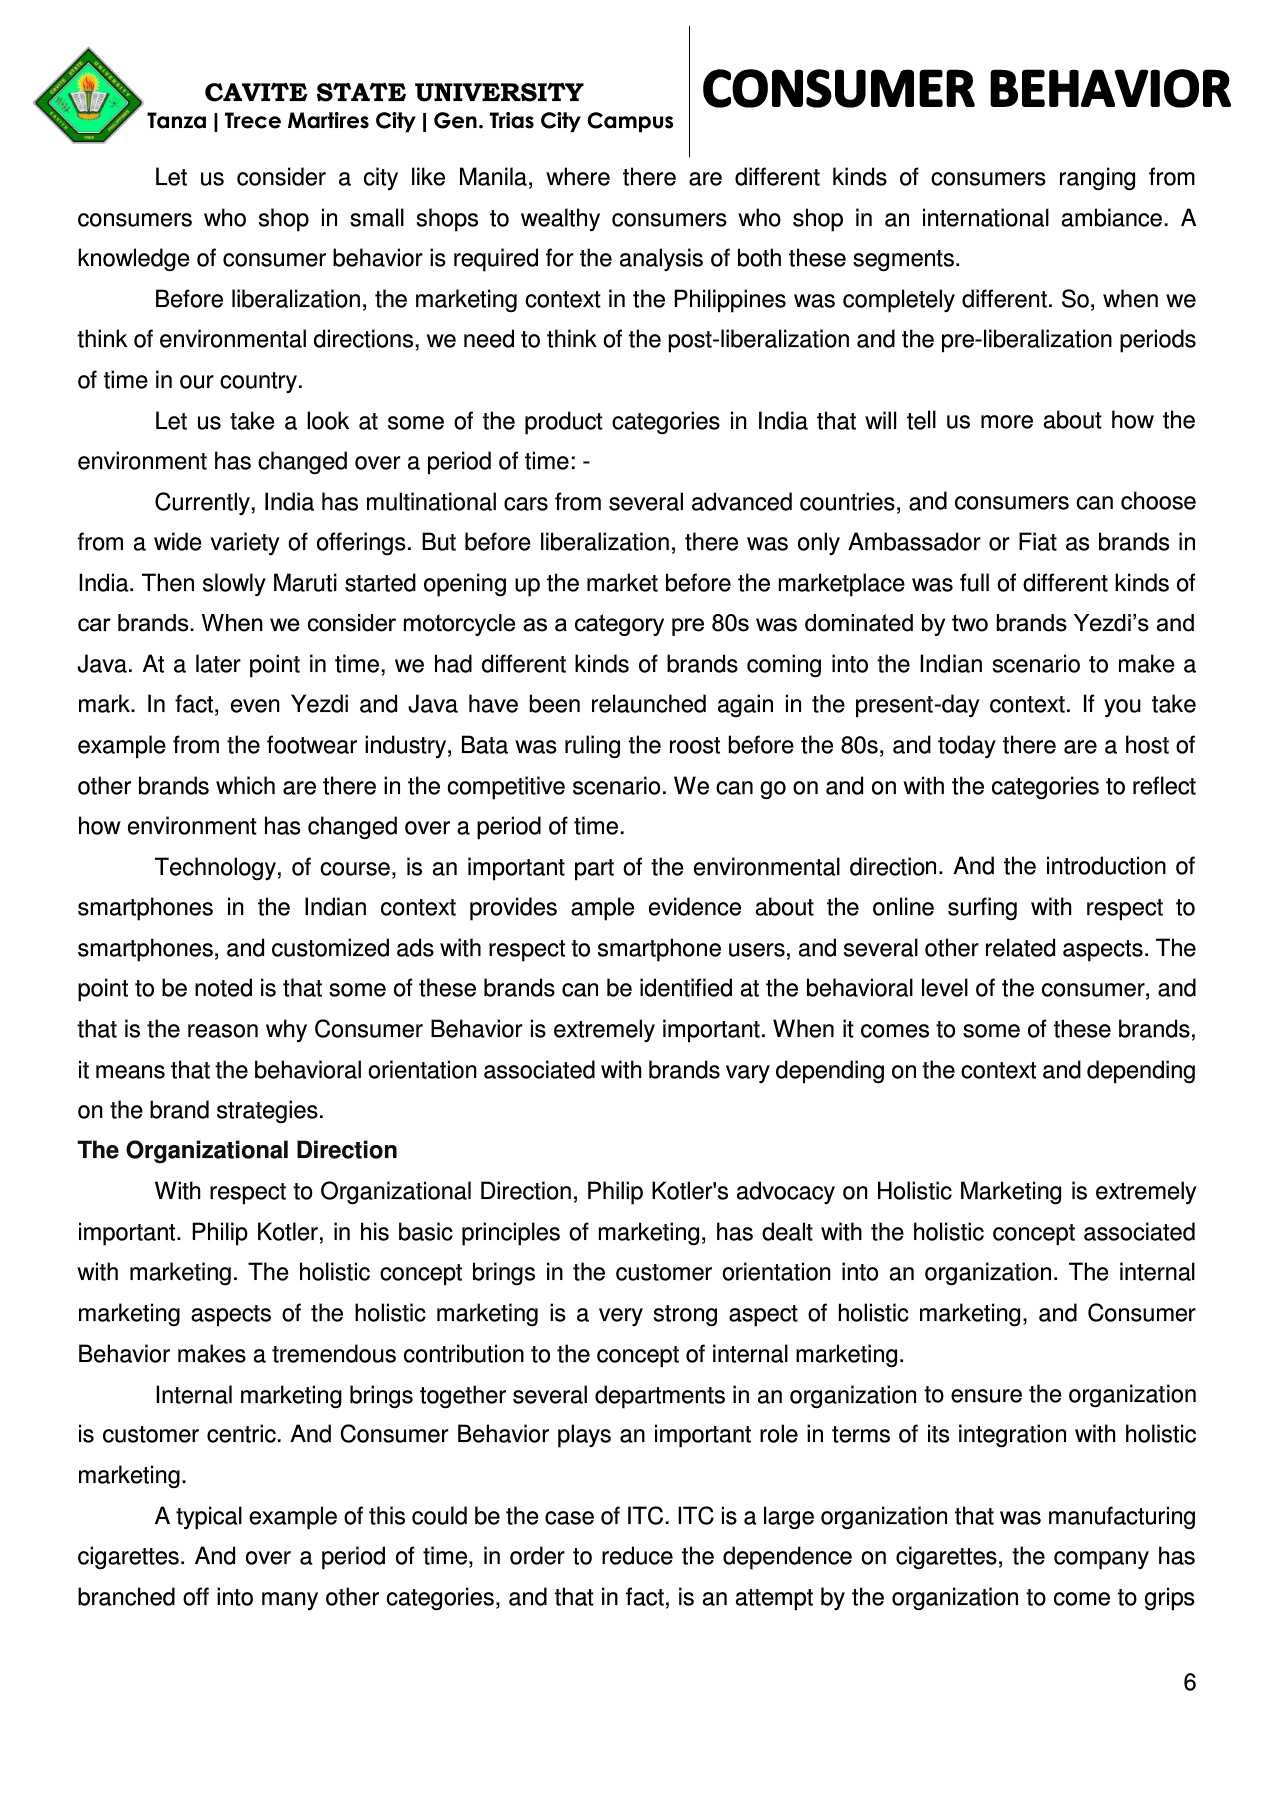 CAVITE STATE UNIVERSITY
Tanza | Trece Martires City | Gen. Trias City Campus
CONSUMER BEHAVIOR
Let us consider a city like Manila, where there are different kinds of consumers ranging from
consumers who shop in small shops to wealthy consumers who shop in an international ambiance. A
knowledge of consumer behavior is required for the analysis of both these segments.
Before liberalization, the marketing context in the Philippines was completely different. So, when we
think of environmental directions, we need to think of the post-liberalization and the pre-liberalization periods
of time in our country.
Let us take a look at some of the product categories in India that will tell us more about how the
environment has changed over a period of time: -
Currently, India has multinational cars from several advanced countries, and consumers can choose
from a wide variety of offerings. But before liberalization, there was only Ambassador or Fiat as brands in
India. Then slowly Maruti started opening up the market before the marketplace was full of different kinds of
car brands. When we consider motorcycle as a category pre 80s was dominated by two brands Yezdi’s and
Java. At a later point in time, we had different kinds of brands coming into the Indian scenario to make a
mark. In fact, even Yezdi and Java have been relaunched again in the present-day context. If you take
example from the footwear industry, Bata was ruling the roost before the 80s, and today there are a host of
other brands which are there in the competitive scenario. We can go on and on with the categories to reflect
how environment has changed over a period of time.
Technology, of course, is an important part of the environmental direction. And the introduction of
smartphones in the Indian context provides ample evidence about the online surfing with respect to
smartphones, and customized ads with respect to smartphone users, and several other related aspects. The
point to be noted is that some of these brands can be identified at the behavioral level of the consumer, and
that is the reason why Consumer Behavior is extremely important. When it comes to some of these brands,
it means that the behavioral orientation associated with brands vary depending on the context and depending
on the brand strategies.
The Organizational Direction
With respect to Organizational Direction, Philip Kotler's advocacy on Holistic Marketing is extremely
important. Philip Kotler, in his basic principles of marketing, has dealt with the holistic concept associated
with marketing. The holistic concept brings in the customer orientation into an organization. The internal
marketing aspects of the holistic marketing is a very strong aspect of holistic marketing, and Consumer
Behavior makes a tremendous contribution to the concept of internal marketing.
Internal marketing brings together several departments in an organization to ensure the organization
is customer centric. And Consumer Behavior plays an important role in terms of its integration with holistic
marketing.
A typical example of this could be the case of ITC. ITC is a large organization that was manufacturing
cigarettes. And over a period of time, in order to reduce the dependence on cigarettes, the company has
branched off into many other categories, and that in fact, is an attempt by the organization to come to grips
6